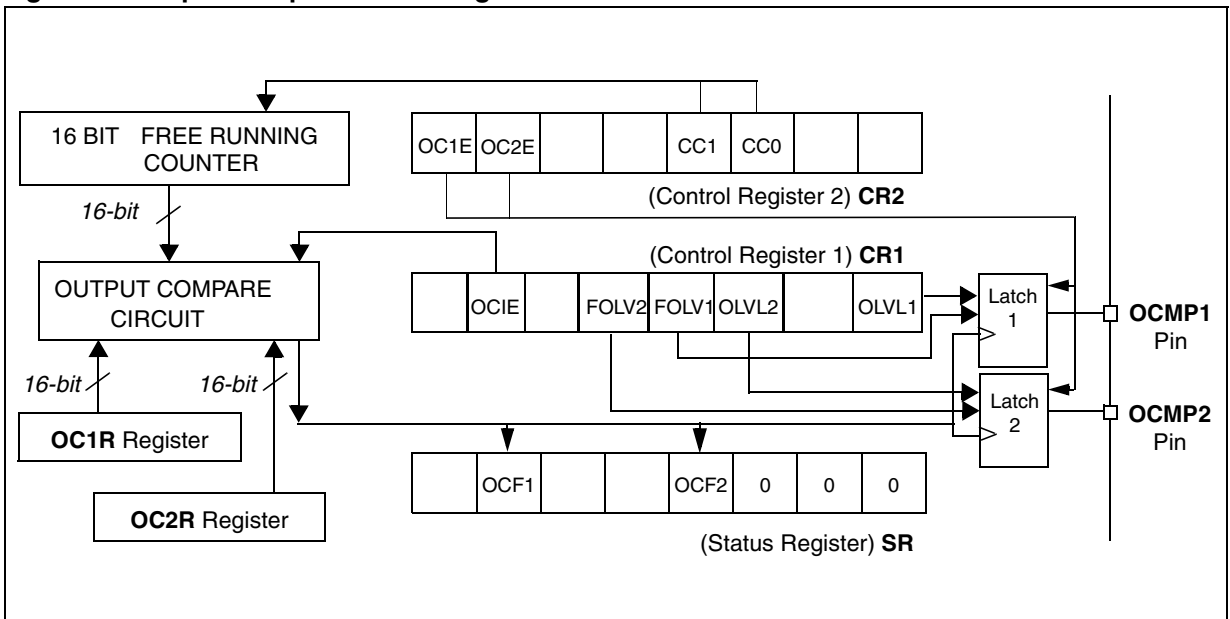 16 BIT FREE RUNNING
COUNTER
OC1E OC2E CC1 CC0
(Control Register 2) CR2
16-bit
(Control Register 1) CR1
OUTPUT COMPARE
CIRCUIT
OCIE FOLV2 FOLV1 OLVL2 OLVL1
Latch
1
OCMP1
Pin
16-bit
16-bit
Latch
2
OCMP2
Pin
OC1R Register
OCF1 OCF2 0 0 0
OC2R Register
(Status Register) SR